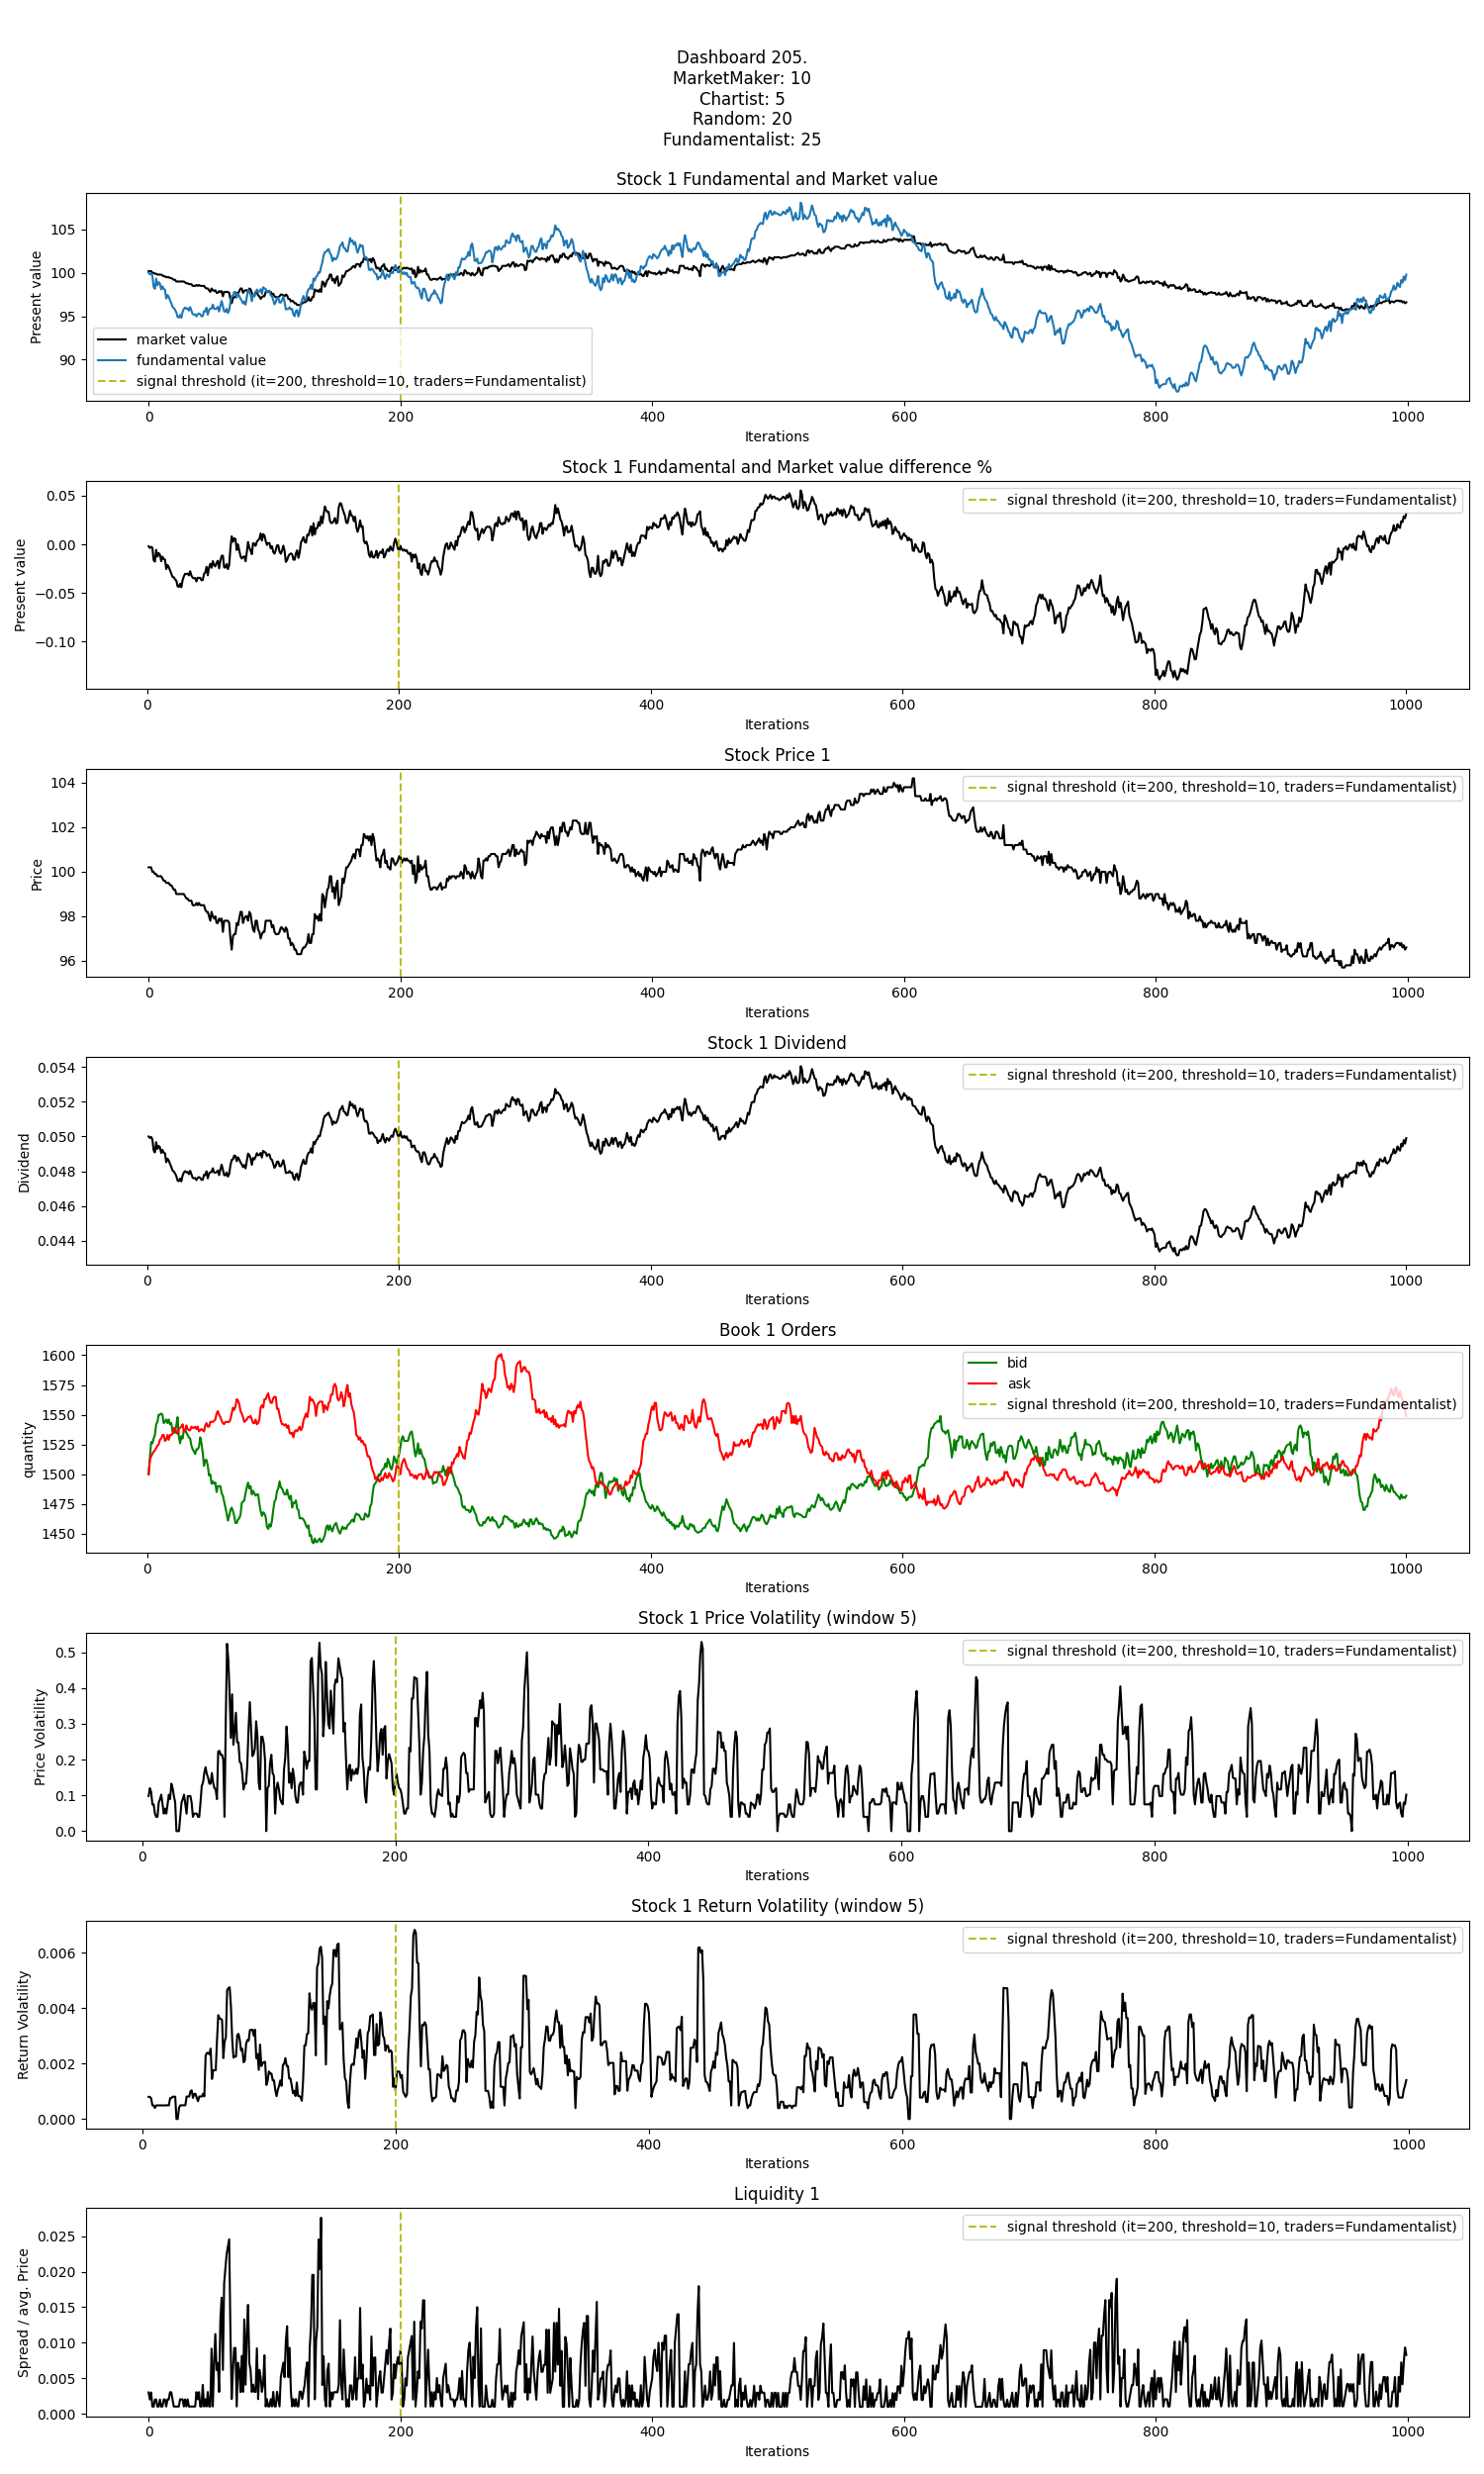 Dashboard 205.
MarketMaker: 10
Chartist: 5
Random: 20
Fundamentalist: 25
Stock 1 Fundamental and Market value
Present value
105
100
95
90
market value
fundamental value
signal threshold (it=200, threshold=10, traders=Fundamentalist)
0 200 400 600 800 1000
Iterations
Stock 1 Fundamental and Market value difference %
Present value
0.05
0.00
−0.05
−0.10
signal threshold (it=200, threshold=10, traders=Fundamentalist)
0 200 400 600 800 1000
Iterations
Stock Price 1
Price
104
102
100
98
96
signal threshold (it=200, threshold=10, traders=Fundamentalist)
0 200 400 600 800 1000
Iterations
Stock 1 Dividend
Dividend
0.054
0.052
0.050
0.048
0.046
0.044
signal threshold (it=200, threshold=10, traders=Fundamentalist)
0 200 400 600 800 1000
Iterations
Book 1 Orders
quantity
1600
1575
1550
1525
1500
1475
1450
bid
ask
signal threshold (it=200, threshold=10, traders=Fundamentalist)
0 200 400 600 800 1000
Iterations
Stock 1 Price Volatility (window 5)
Price Volatility
0.5
0.4
0.3
0.2
0.1
0.0
signal threshold (it=200, threshold=10, traders=Fundamentalist)
0 200 400 600 800 1000
Iterations
Stock 1 Return Volatility (window 5)
Return Volatility
0.006
0.004
0.002
0.000
signal threshold (it=200, threshold=10, traders=Fundamentalist)
0 200 400 600 800 1000
Iterations
Liquidity 1
Spread / avg. Price
0.025
0.020
0.015
0.010
0.005
0.000
signal threshold (it=200, threshold=10, traders=Fundamentalist)
0 200 400 600 800 1000
Iterations